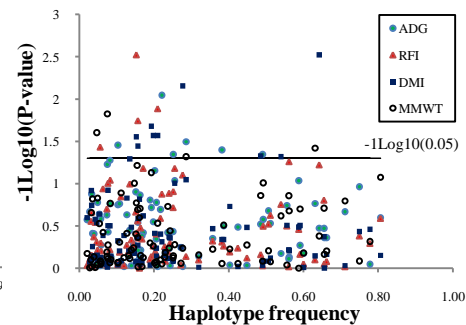 3
2.5
2
1.5
1
0.5
0
-1Log10(P-value)
ADG
RFI
DMI
MMWT
-1Log10(0.05)
0.00 0.20 0.40 0.60 0.80 1.00
Haplotype frequency
g